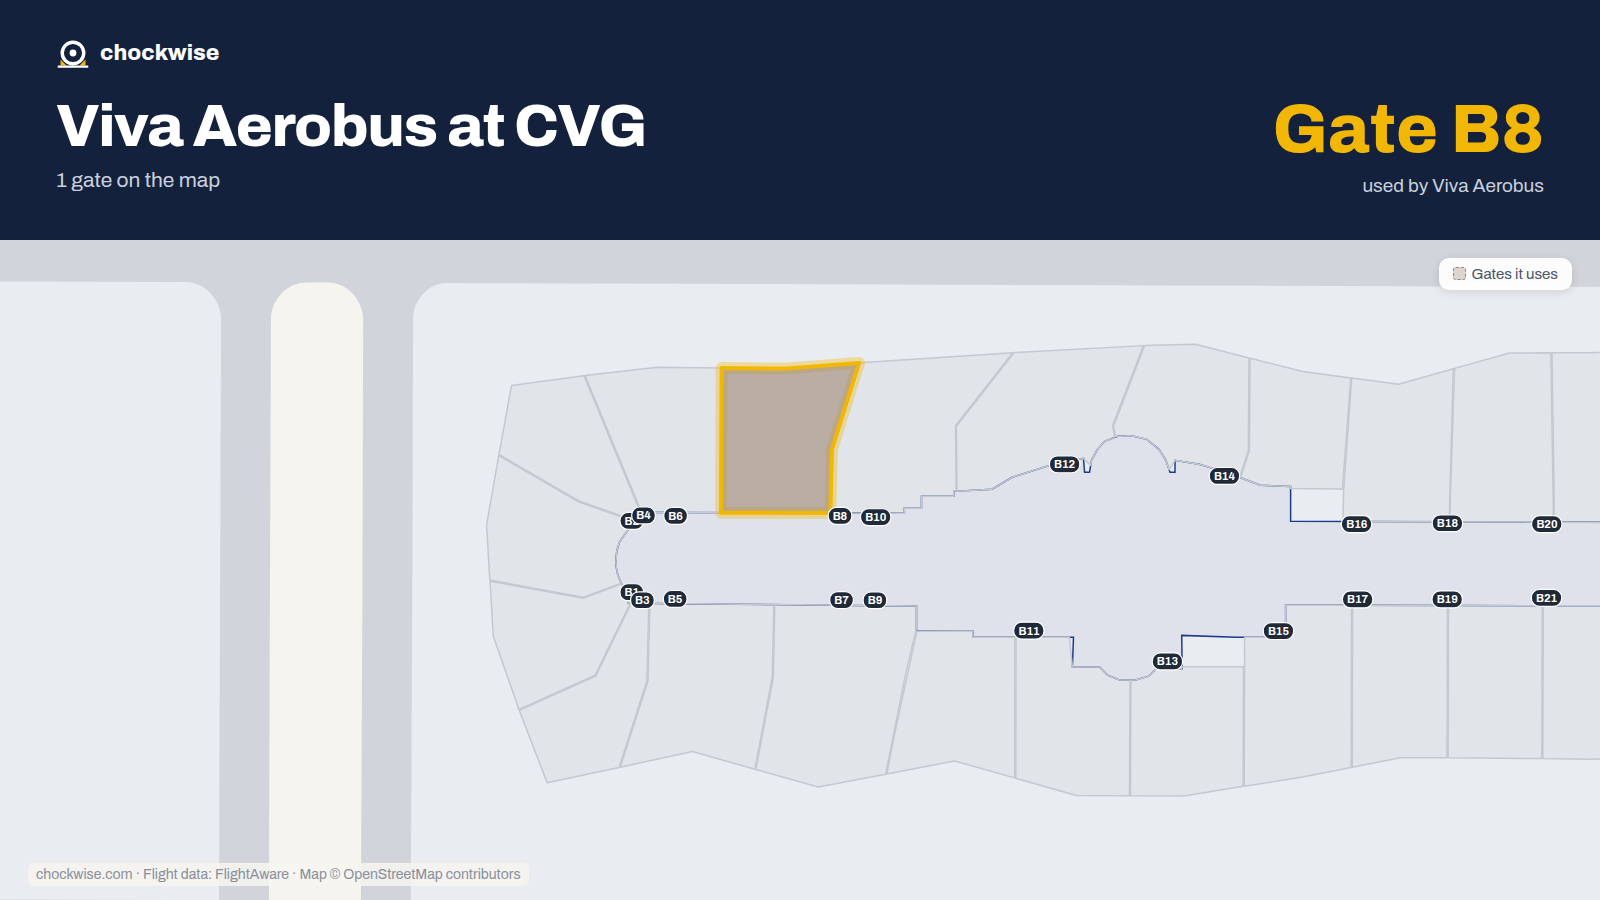 chockwise
Viva Aerobus at CVG
1 gate on the map
Gate B8
used by Viva Aerobus
Gates it uses
B12
B14
B4
B6
B8
B10
B16
B18
B20
B1
B3
B5
B7
B9
B17
B19
B21
B11
B15
B13
chockwise.com · Flight data: FlightAware · Map © OpenStreetMap contributors